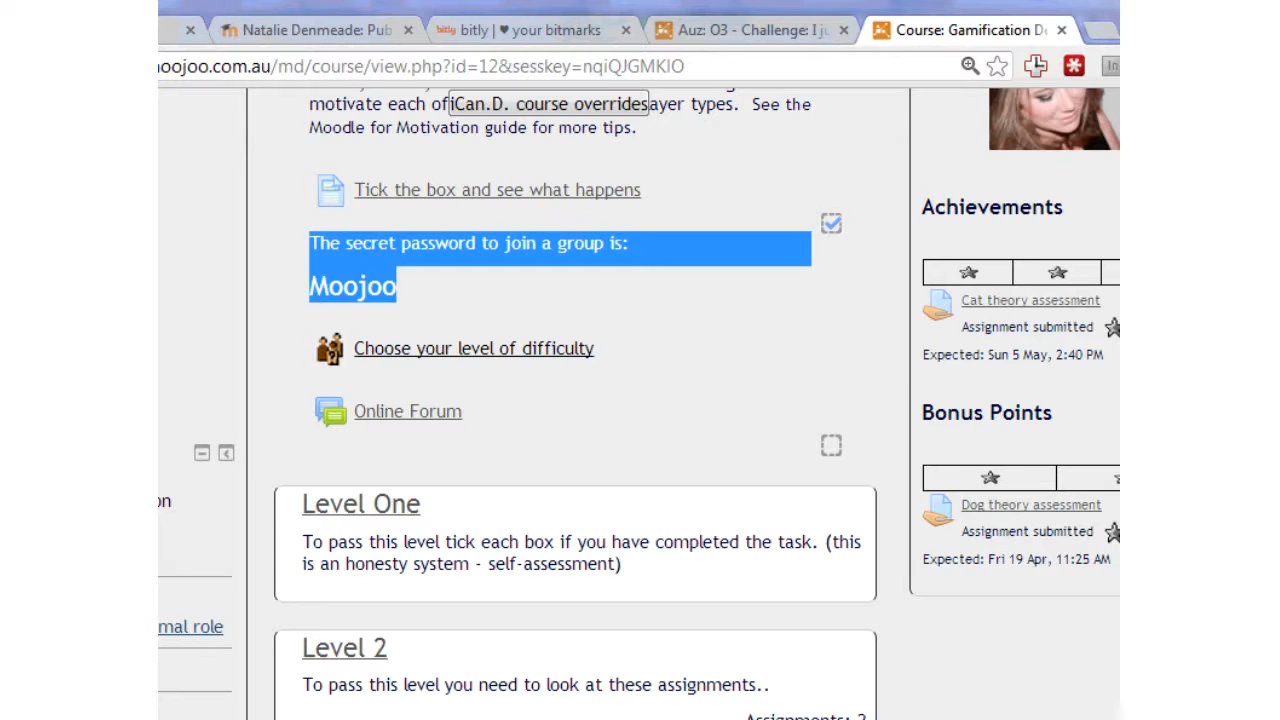 Natalie Denmeade: Pub
bitly | ♥ your bitmarks
Auz: O3 - Challenge: I ju
Course: Gamification De
oojoo.com.au/md/course/view.php?id=12&sesskey=nqiQJGMKIO
motivate each of iCan.D. course overrides ayer types. See the
Moodle for Motivation guide for more tips.
Tick the box and see what happens
The secret password to join a group is:
Moojoo
Choose your level of difficulty
Online Forum
Level One
To pass this level tick each box if you have completed the task. (this
is an honesty system - self-assessment)
Level 2
To pass this level you need to look at these assignments..
on
mal role
Achievements
Cat theory assessment
Assignment submitted
Expected: Sun 5 May, 2:40 PM
Bonus Points
Dog theory assessment
Assignment submitted
Expected: Fri 19 Apr, 11:25 AM